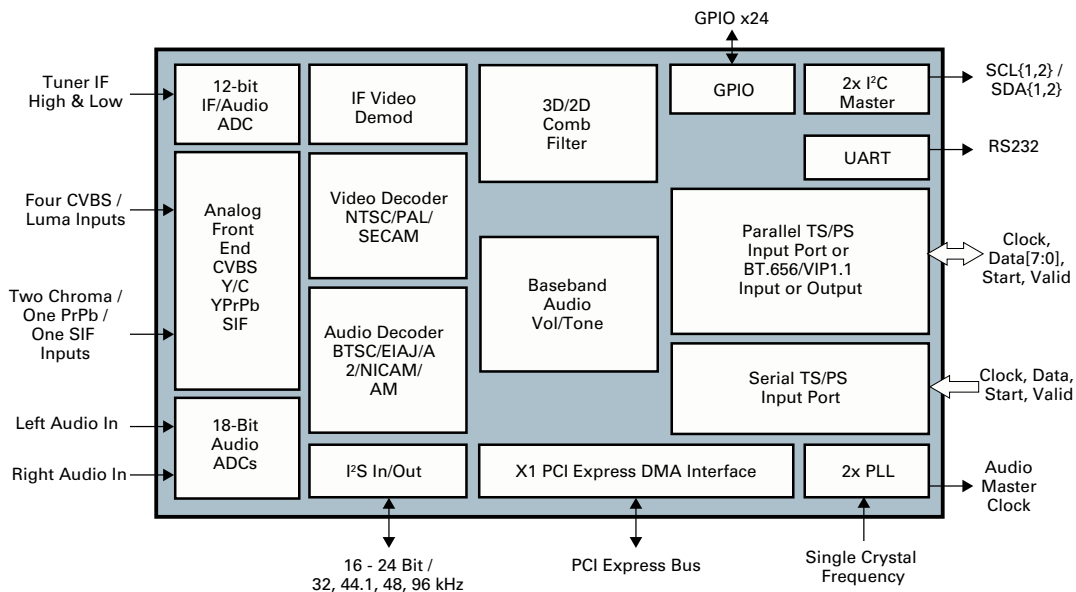 GPIO x24
Tuner IF
High & Low
12-bit
IF/Audio
ADC
IF Video
Demod
3D/2D
Comb
Filter
GPIO
2x I²C
Master
SCL{1,2} /
SDA{1,2}
UART
RS232
Four CVBS /
Luma Inputs
Analog
Front
End
CVBS
Y/C
YPrPb
SIF
Video Decoder
NTSC/PAL/
SECAM
Parallel TS/PS
Input Port or
BT.656/VIP1.1
Input or Output
Clock,
Data[7:0],
Start, Valid
Baseband
Audio
Vol/Tone
Two Chroma /
One PrPb /
One SIF
Inputs
Audio Decoder
BTSC/EIAJ/A
2/NICAM/
AM
Serial TS/PS
Input Port
Clock, Data,
Start, Valid
Left Audio In
Right Audio In
18-Bit
Audio
ADCs
I²S In/Out
X1 PCI Express DMA Interface
2x PLL
Audio
Master
Clock
16 - 24 Bit /
32, 44.1, 48, 96 kHz
PCI Express Bus
Single Crystal
Frequency